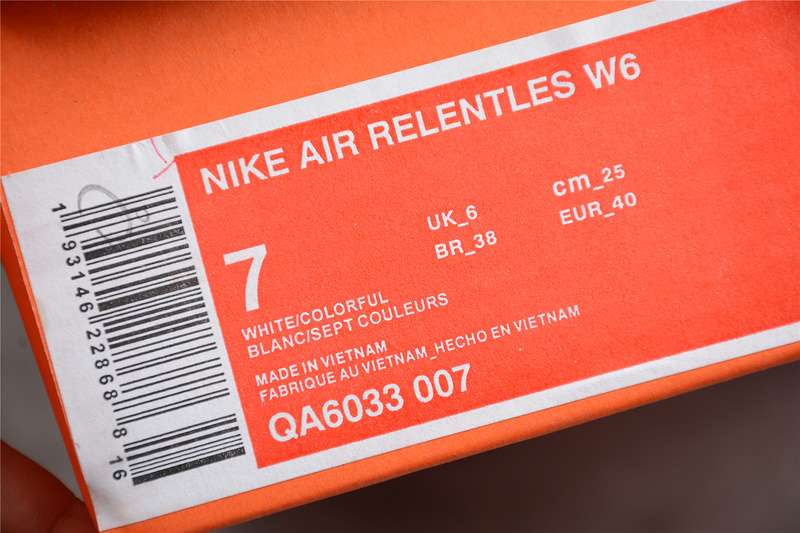 NIKE AIR RELENTLES W6
7
UK_6
cm_25
BR_38
EUR_40
WHITE/COLORFUL
BLANC/SEPT COULEURS
MADE IN VIETNAM
FABRIQUE AU VIETNAM_HECHO EN VIETNAM
QA6033 007
1 93146 22868 8 16